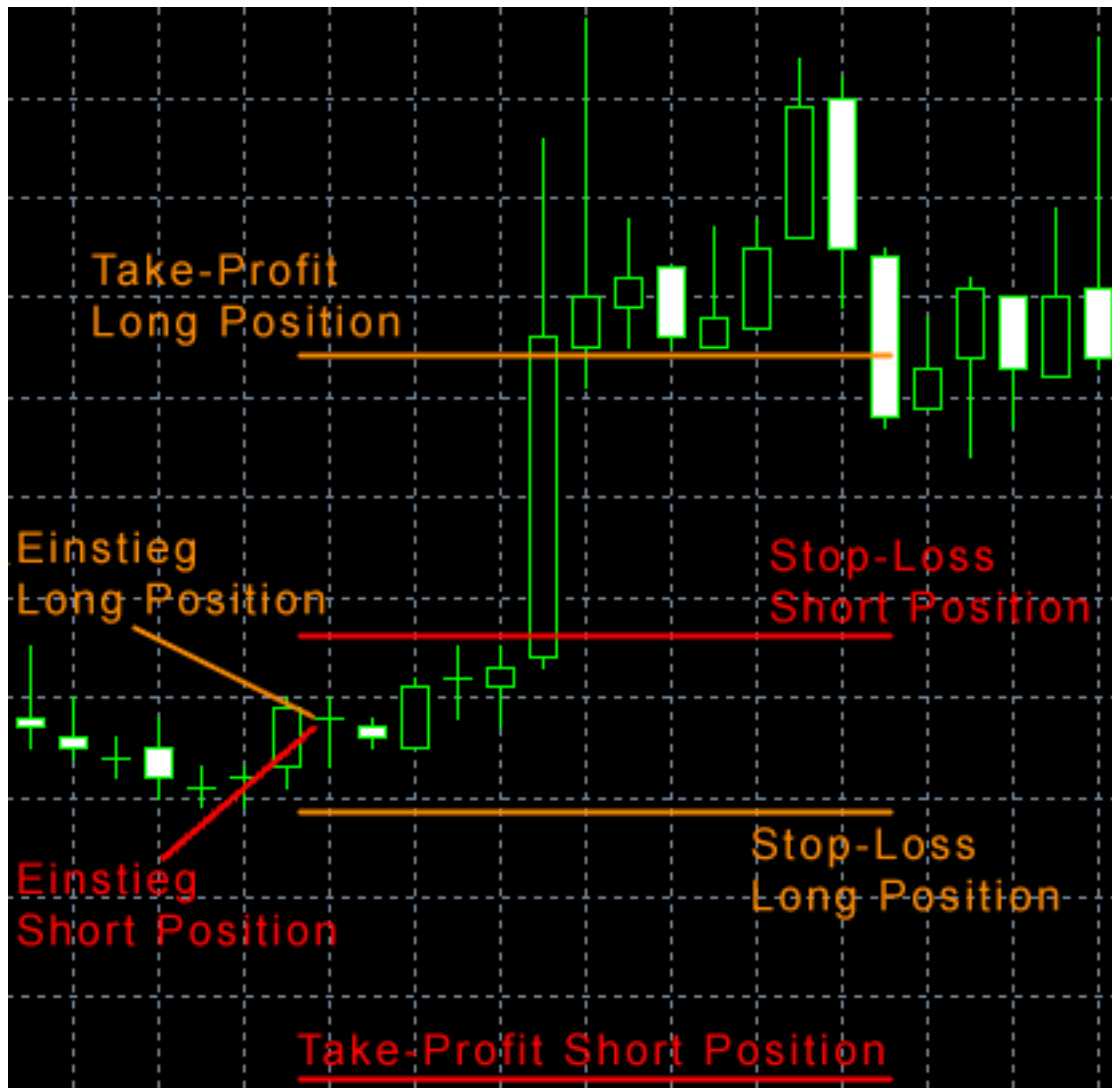 Take-Profit
Long Position
Einstieg
Long Position
Stop-Loss
Short Position
Stop-Loss
Long Position
Einstieg
Short Position
Take-Profit Short Position